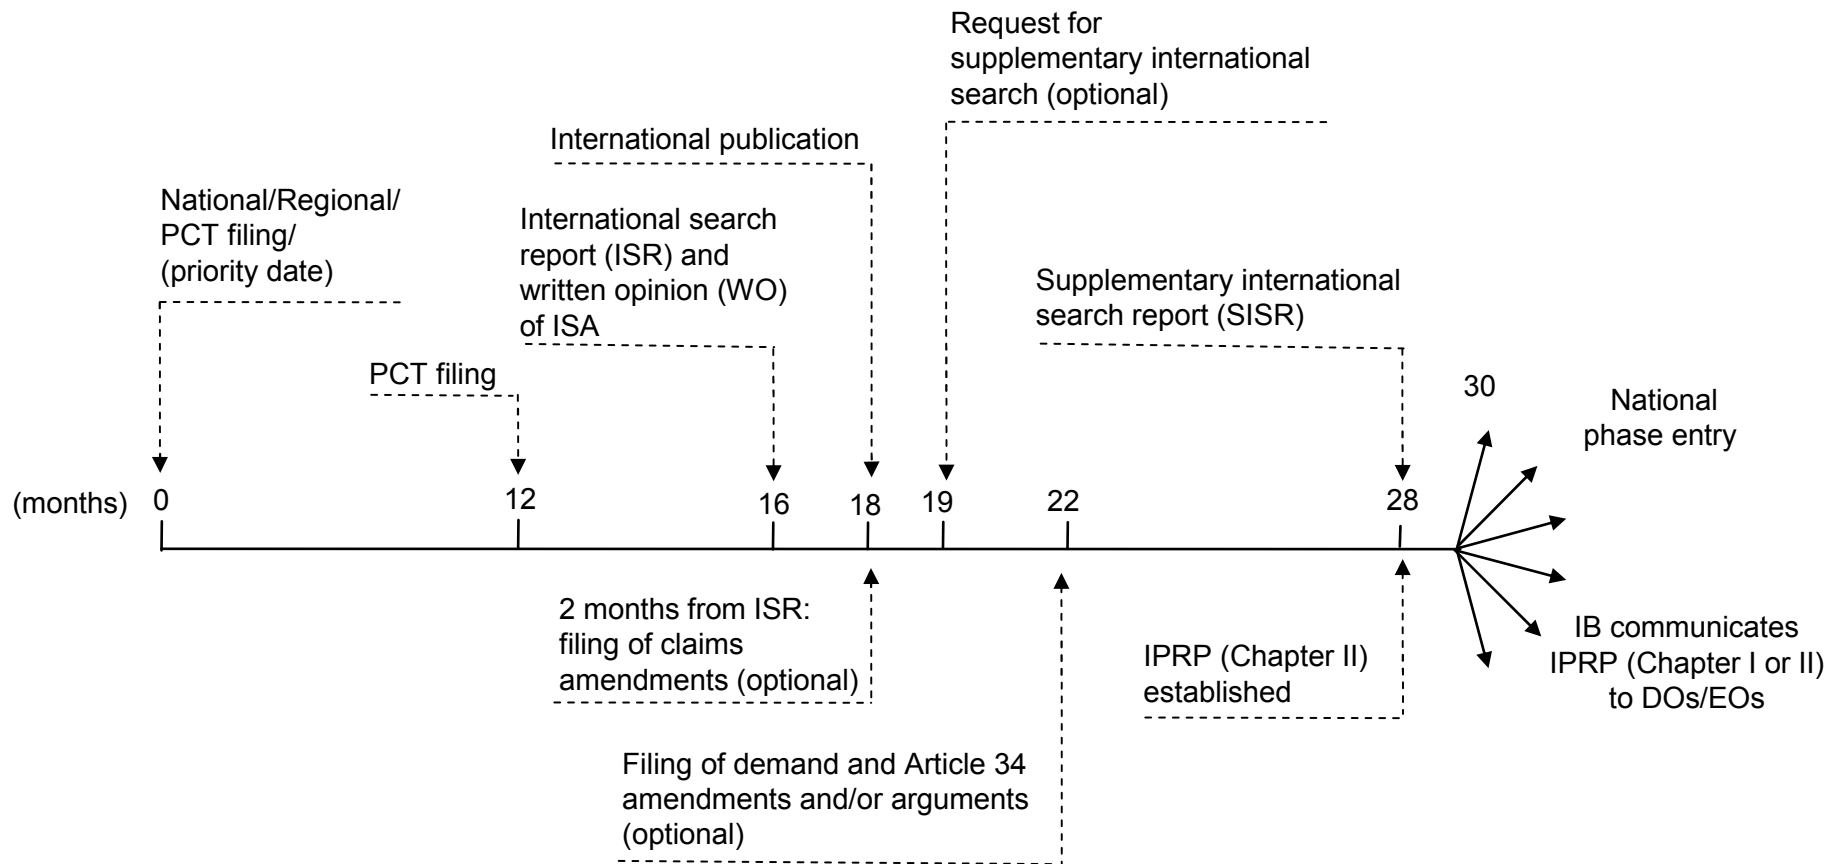 Request for
supplementary international
search (optional)
International publication
National/Regional/
PCT filing/
(priority date)
International search
report (ISR) and
written opinion (WO)
of ISA
Supplementary international
search report (SISR)
PCT filing
30
National
phase entry
(months) 0 12 16 18 19 22 28
2 months from ISR:
filing of claims
amendments (optional)
IPRP (Chapter II)
established
IB communicates
IPRP (Chapter I or II)
to DOs/EOs
Filing of demand and Article 34
amendments and/or arguments
(optional)